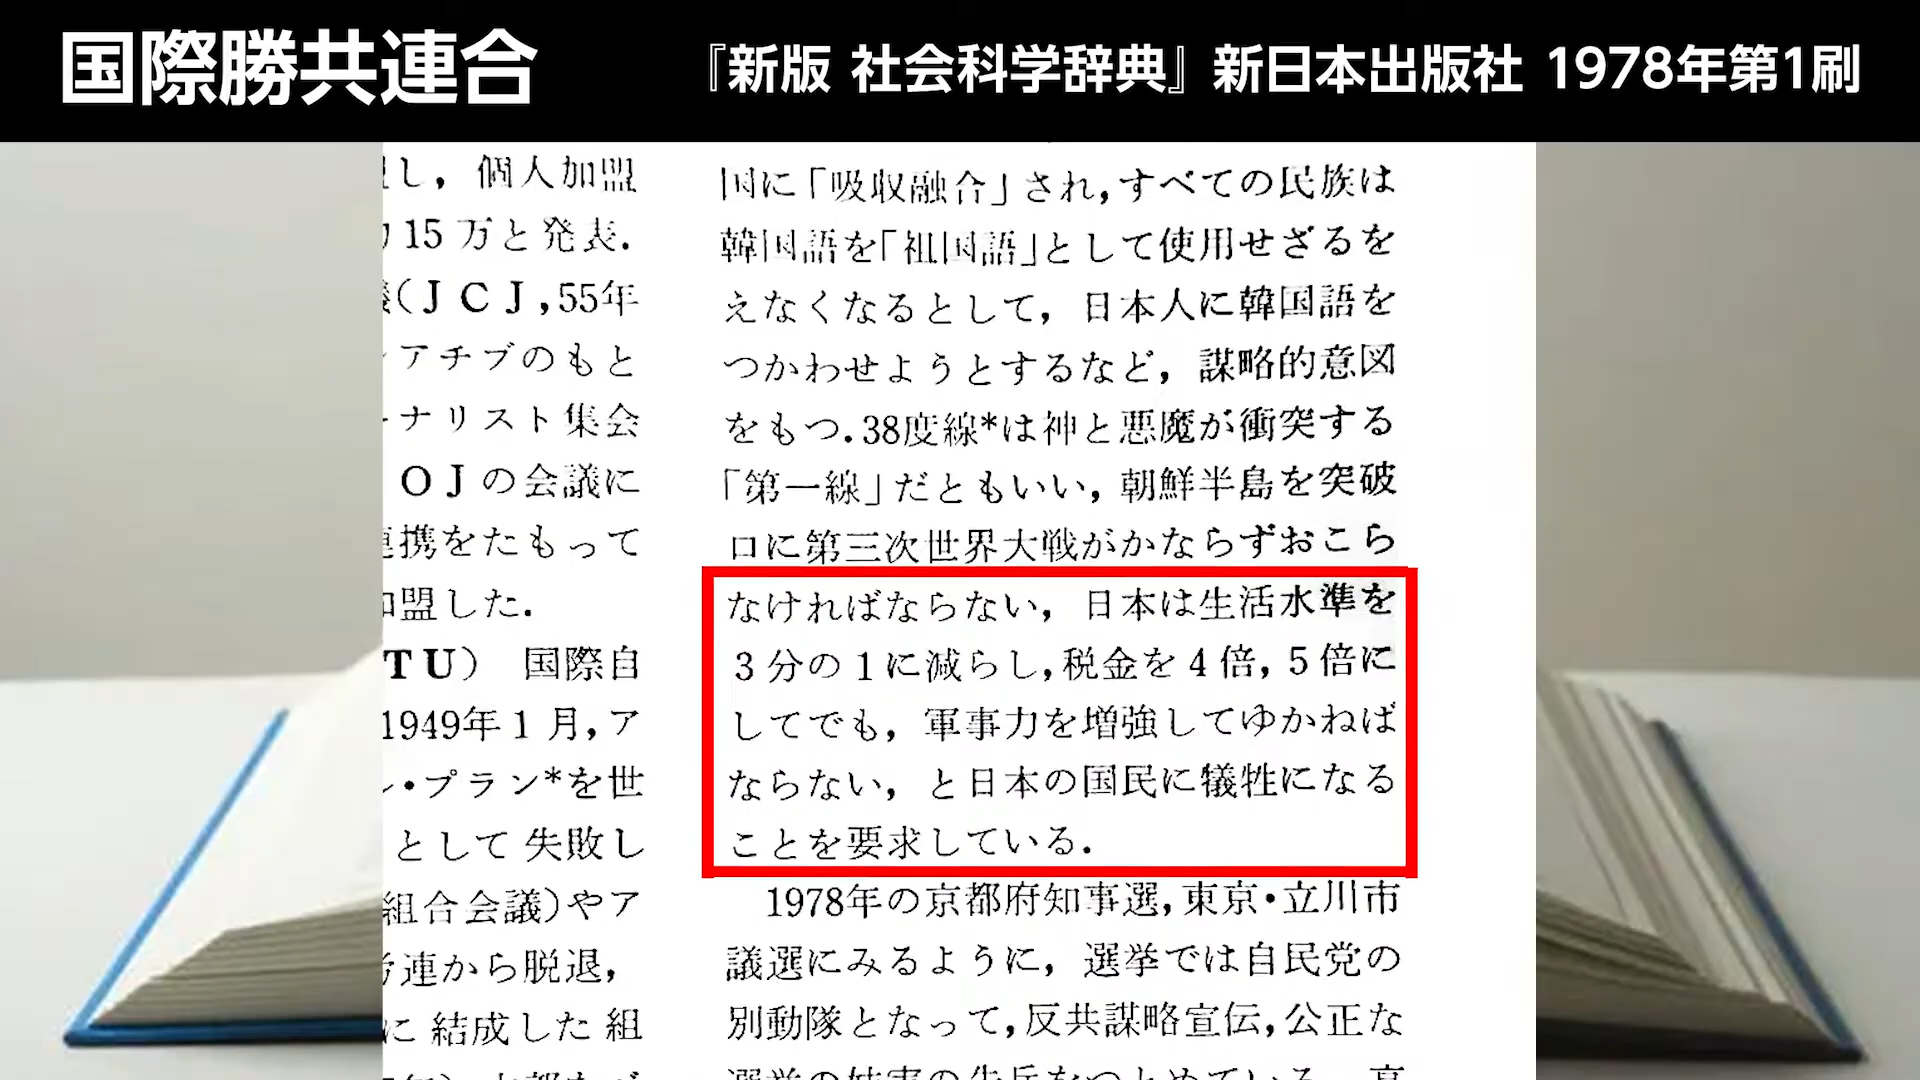 国際勝共連合
『新版 社会科学辞典』 新日本出版社 1978年第1刷
し，個人加盟
15万と発表．
（ＪＣＪ，55年
アチブのもと
ーナリスト集会
ＯＪの会議に
連携をたもって
加盟した．
ＴＵ） 国際自
1949年1月，ア
ル・プラン*を世
として失敗し
組合会議）やア
労連から脱退，
に結成した組
国に「吸収融合」され，すべての民族は
韓国語を「祖国語」として使用せざるを
えなくなるとして，日本人に韓国語を
つかわせようとするなど，謀略的意図
をもつ．38度線*は神と悪魔が衝突する
「第一線」だともいい，朝鮮半島を突破
口に第三次世界大戦がかならずおこら
なければならない，日本は生活水準を
3分の1に減らし，税金を4倍，5倍に
してでも，軍事力を増強してゆかねば
ならない，と日本の国民に犠牲になる
ことを要求している．
1978年の京都府知事選，東京・立川市
議選にみるように，選挙では自民党の
別動隊となって，反共謀略宣伝，公正な